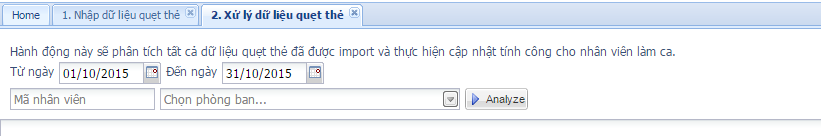 Home 1. Nhập dữ liệu quẹt thẻ 2. Xử lý dữ liệu quẹt thẻ
Hành động này sẽ phân tích tất cả dữ liệu quẹt thẻ đã được import và thực hiện cập nhật tính công cho nhân viên làm ca.
Từ ngày 01/10/2015 Đến ngày 31/10/2015
Mã nhân viên Chọn phòng ban... Analyze